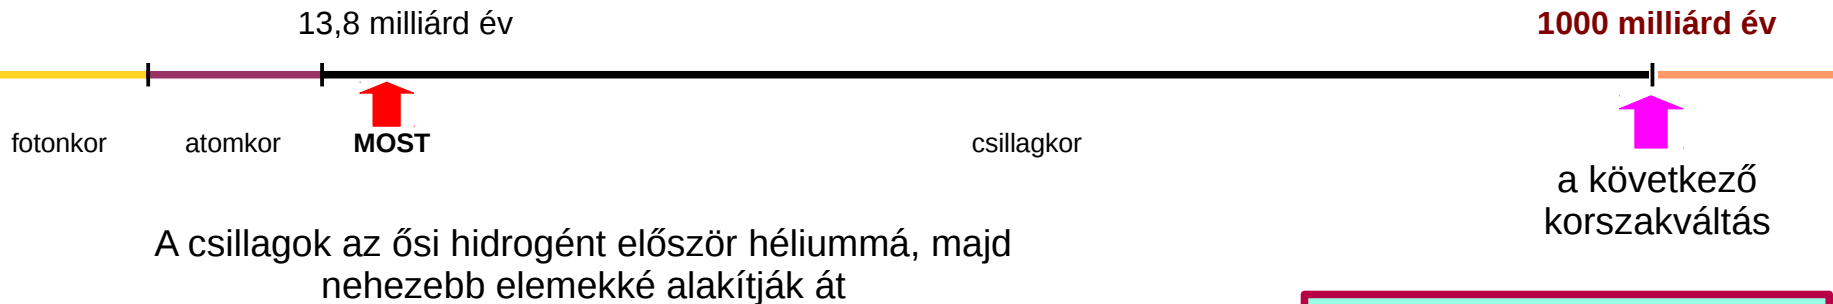 13,8 milliárd év
1000 milliárd év
fotonkor
atomkor
MOST
csillagkor
a következő
korszakváltás
A csillagok az ősi hidrogént először héliummá, majd
nehezebb elemekké alakítják át